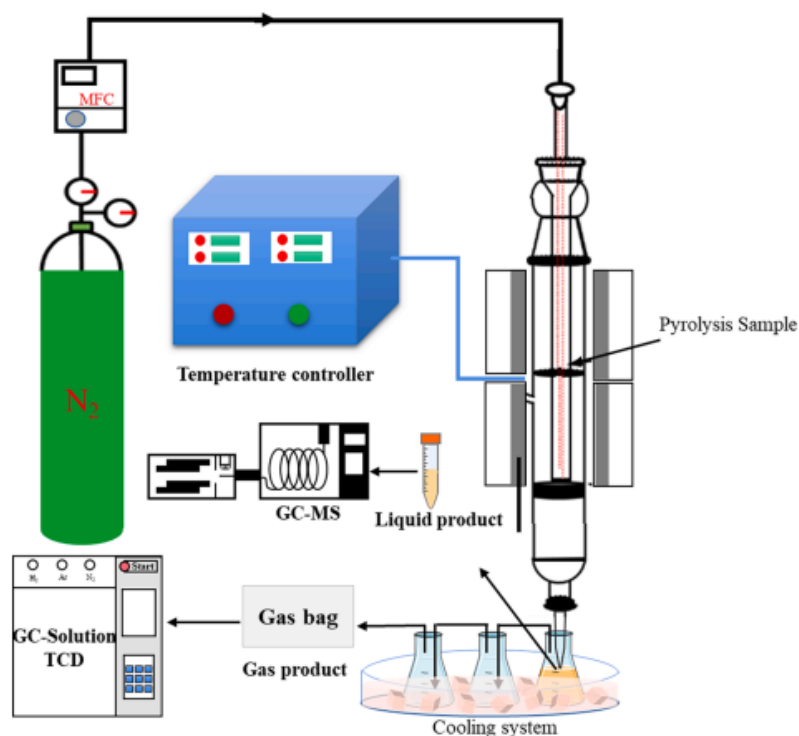 MFC
Pyrolysis Sample
Temperature controller
N2
GC-MS
Liquid product
Start
H2 Ar N2
GC-Solution
TCD
Gas bag
Gas product
Cooling system